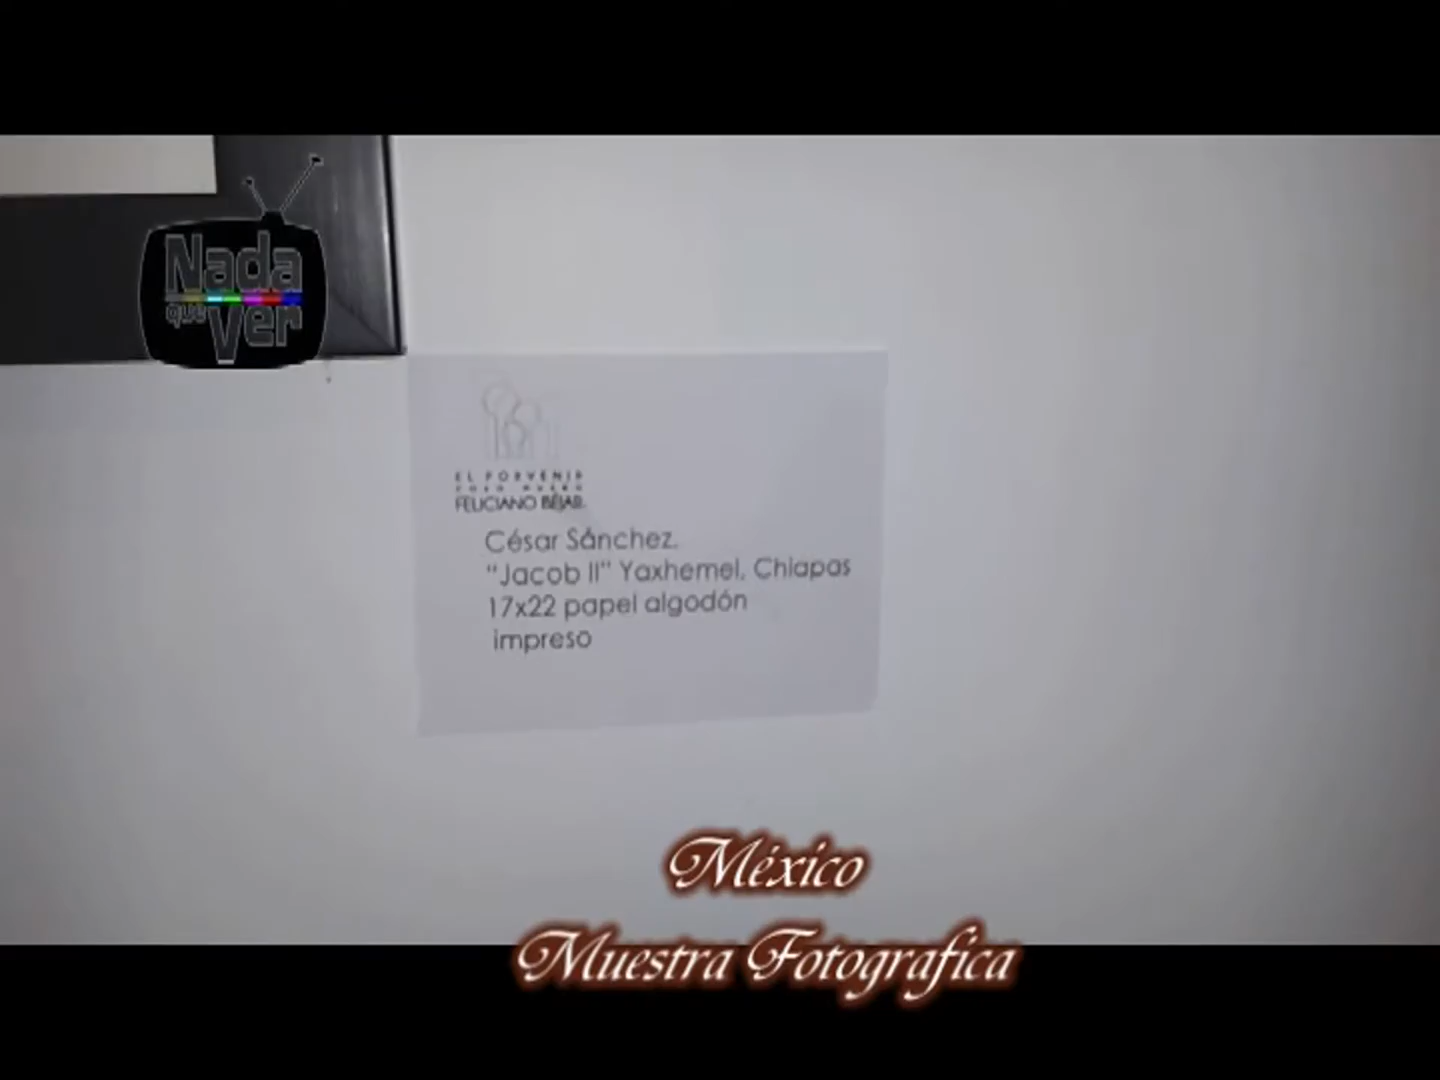 Nada
que Ver
EL PORVENIR
FELICIANO BÉJAR.
César Sánchez.
"Jacob II" Yaxhemel, Chiapas
17x22 papel algodón
impreso
México
Muestra Fotografica